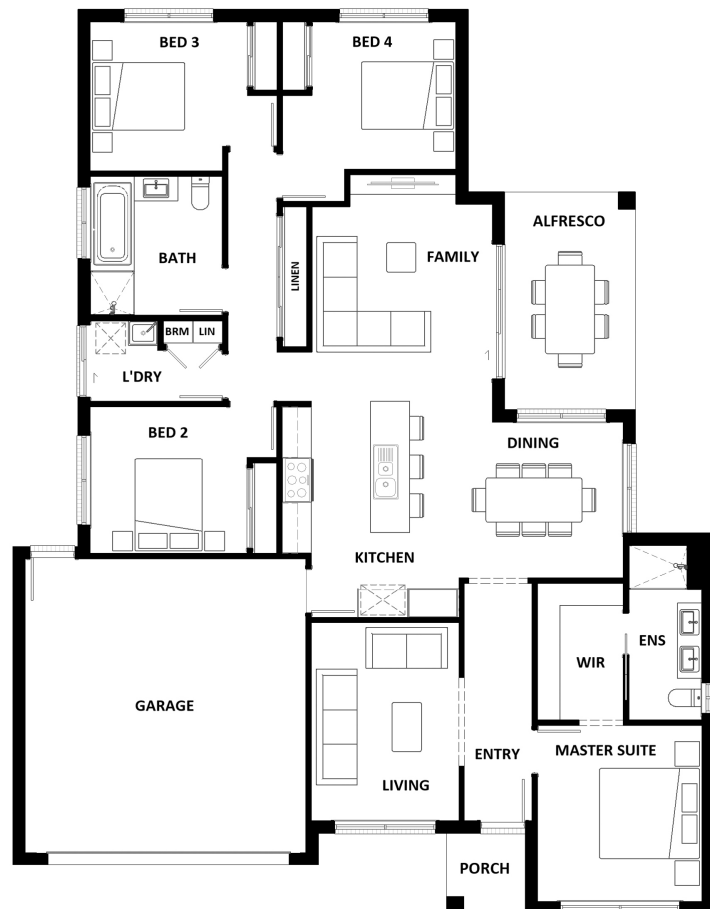 BED 3
BED 4
ALFRESCO
BATH
FAMILY
LINEN
BRM
LIN
L'DRY
BED 2
DINING
KITCHEN
ENS
WIR
GARAGE
ENTRY
MASTER SUITE
LIVING
PORCH